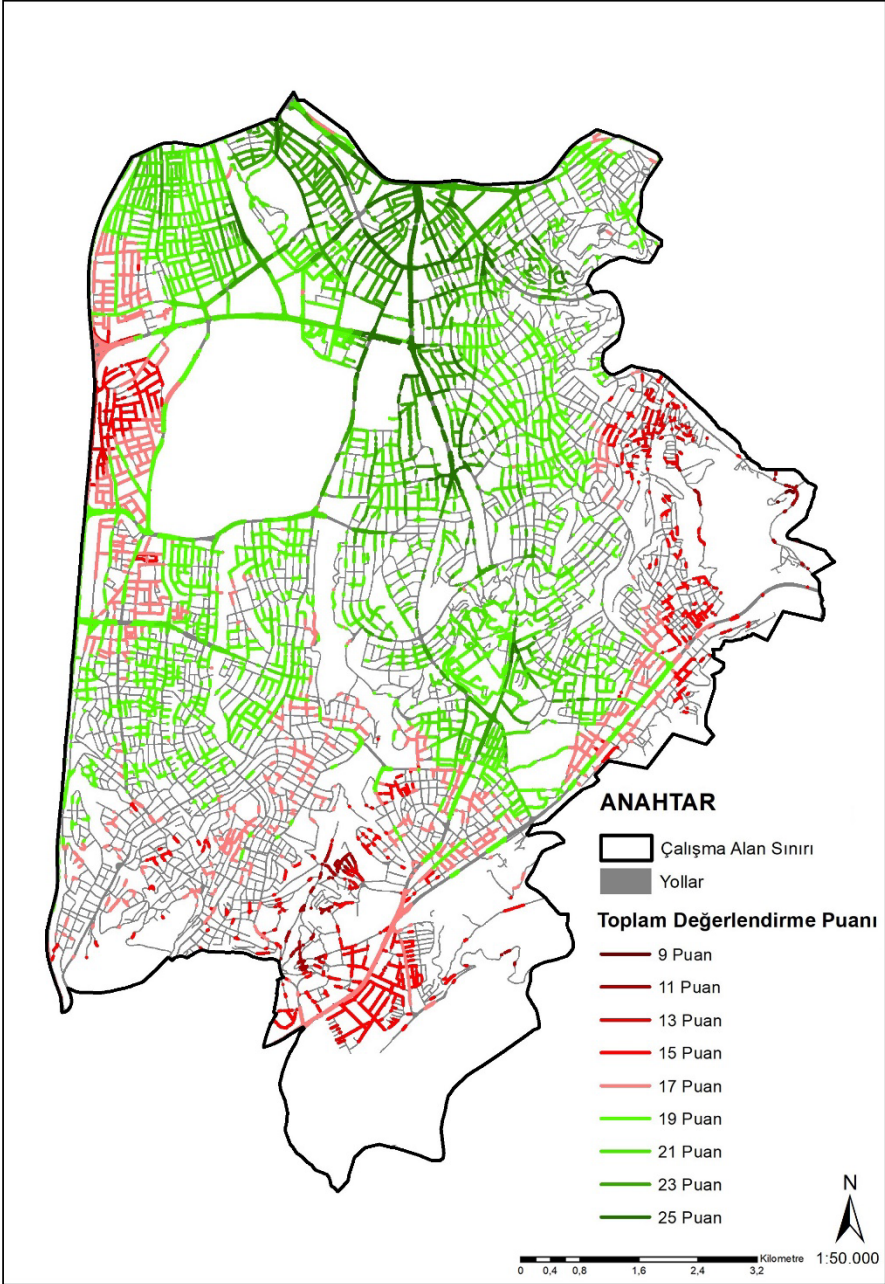 ANAHTAR
Çalışma Alan Sınırı
Yollar
Toplam Değerlendirme Puanı
9 Puan
11 Puan
13 Puan
15 Puan
17 Puan
19 Puan
21 Puan
23 Puan
25 Puan
N
Kilometre
1:50.000
0 0,4 0,8 1,6 2,4 3,2